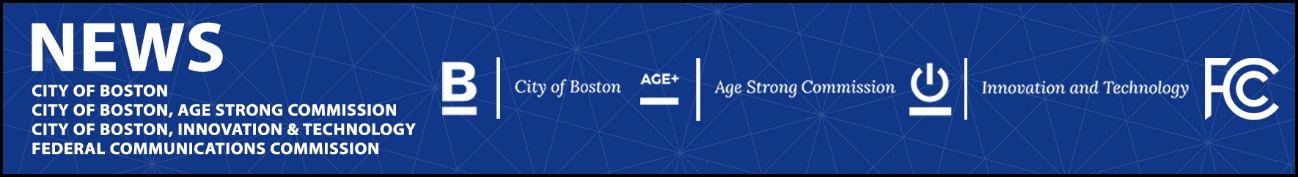 NEWS
CITY OF BOSTON
CITY OF BOSTON, AGE STRONG COMMISSION
CITY OF BOSTON, INNOVATION & TECHNOLOGY
FEDERAL COMMUNICATIONS COMMISSION
B
City of Boston
AGE+
Age Strong Commission
Innovation and Technology
FCC